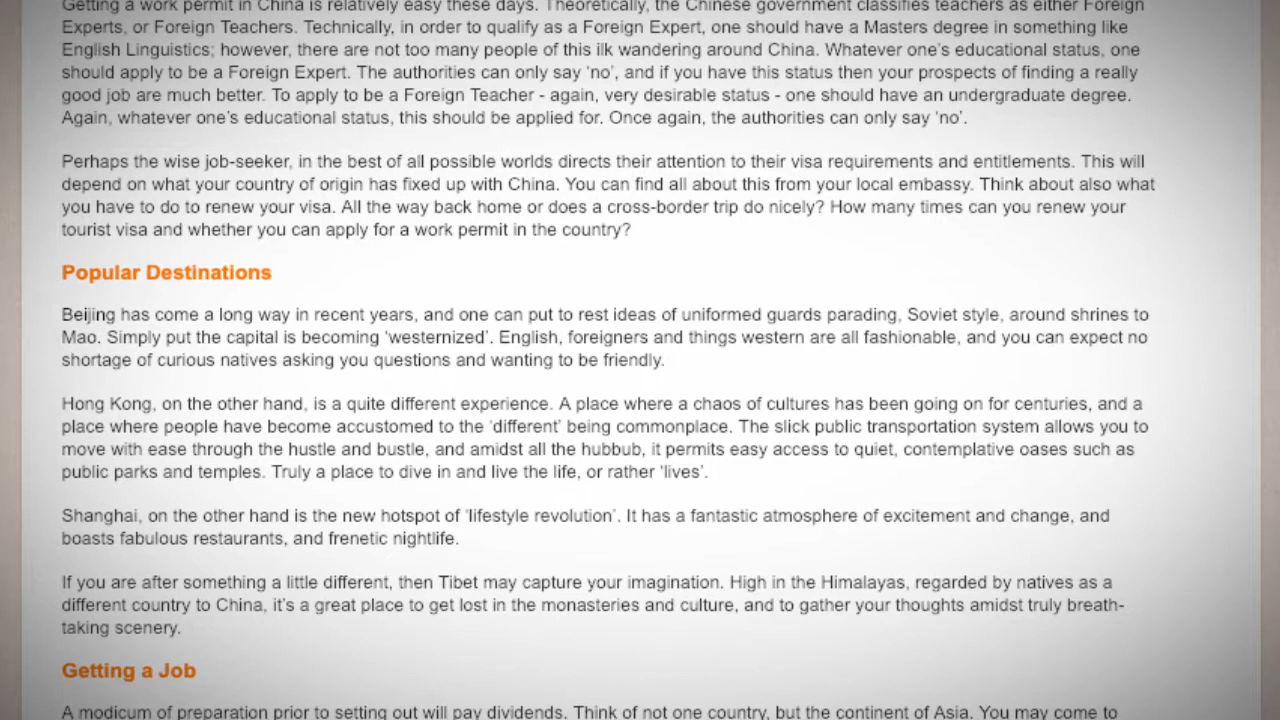 Getting a work permit in China is relatively easy these days. Theoretically, the Chinese government classifies teachers as either Foreign
Experts, or Foreign Teachers. Technically, in order to qualify as a Foreign Expert, one should have a Masters degree in something like
English Linguistics; however, there are not too many people of this ilk wandering around China. Whatever one's educational status, one
should apply to be a Foreign Expert. The authorities can only say 'no', and if you have this status then your prospects of finding a really
good job are much better. To apply to be a Foreign Teacher - again, very desirable status - one should have an undergraduate degree.
Again, whatever one's educational status, this should be applied for. Once again, the authorities can only say 'no'.
Perhaps the wise job-seeker, in the best of all possible worlds directs their attention to their visa requirements and entitlements. This will
depend on what your country of origin has fixed up with China. You can find all about this from your local embassy. Think about also what
you have to do to renew your visa. All the way back home or does a cross-border trip do nicely? How many times can you renew your
tourist visa and whether you can apply for a work permit in the country?
Popular Destinations
Beijing has come a long way in recent years, and one can put to rest ideas of uniformed guards parading, Soviet style, around shrines to
Mao. Simply put the capital is becoming 'westernized'. English, foreigners and things western are all fashionable, and you can expect no
shortage of curious natives asking you questions and wanting to be friendly.
Hong Kong, on the other hand, is a quite different experience. A place where a chaos of cultures has been going on for centuries, and a
place where people have become accustomed to the 'different' being commonplace. The slick public transportation system allows you to
move with ease through the hustle and bustle, and amidst all the hubbub, it permits easy access to quiet, contemplative oases such as
public parks and temples. Truly a place to dive in and live the life, or rather 'lives'.
Shanghai, on the other hand is the new hotspot of 'lifestyle revolution'. It has a fantastic atmosphere of excitement and change, and
boasts fabulous restaurants, and frenetic nightlife.
If you are after something a little different, then Tibet may capture your imagination. High in the Himalayas, regarded by natives as a
different country to China, it's a great place to get lost in the monasteries and culture, and to gather your thoughts amidst truly breath-
taking scenery.
Getting a Job
A modicum of preparation prior to setting out will pay dividends. Think of not one country, but the continent of Asia. You may come to